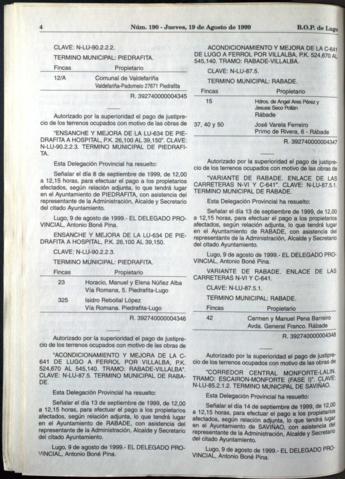 4
Núm. 190 - Jueves, 19 de Agosto de 1999
B.O.P. de Lugo
CLAVE: N-LU-90.2.2.2.
TERMINO MUNICIPAL: PIEDRAFITA.
Fincas Propietario
12/A Comunal de Valdefariña
Valdefariña-Padornelo 27671 Piedrafita
R. 392740000004345
Autorizado por la superioridad el pago de justipre-
cio de los terrenos ocupados con motivo de las obras de
"ENSANCHE Y MEJORA DE LA LU-634 DE PIE-
DRAFITA A HOSPITAL, P.K. 26,100 AL 39,150". CLAVE:
N-LU-90.2.2.3. TERMINO MUNICIPAL DE PIEDRAFI-
TA.
Esta Delegación Provincial ha resuelto:
Señalar el día 8 de septiembre de 1999, de 12,00
a 12,15 horas, para efectuar el pago a los propietarios
afectados, según relación adjunta, lo que tendrá lugar
en el Ayuntamiento de PIEDRAFITA, con asistencia del
representante de la Administración, Alcalde y Secretario
del citado Ayuntamiento.
Lugo, 9 de agosto de 1999.- EL DELEGADO PRO-
VINCIAL, Antonio Boné Pina.
ENSANCHE Y MEJORA DE LA LU-634 DE PIE-
DRAFITA A HOSPITAL, P.K. 26,100 AL 39,150.
CLAVE: N-LU-90.2.2.3.
TERMINO MUNICIPAL: PIEDRAFITA.
Fincas Propietario
23 Horacio, Manuel y Elena Núñez Alba
Vía Romana, 5. Piedrafita-Lugo
325 Isidro Rebollal López
Vía Romana. Piedrafita-Lugo
R. 392740000004346
Autorizado por la superioridad el pago de justipre-
cio de los terrenos ocupados con motivo de las obras de
"ACONDICIONAMIENTO Y MEJORA DE LA C-
641 DE LUGO A FERROL POR VILLALBA, P.K.
524,670 AL 545,140. TRAMO: RABADE-VILLALBA".
CLAVE: N-LU-87.5. TERMINO MUNICIPAL DE RABA-
DE.
Esta Delegación Provincial ha resuelto:
Señalar el día 13 de septiembre de 1999, de 12,00
a 12,15 horas, para efectuar el pago a los propietarios
afectados, según relación adjunta, lo que tendrá lugar
en el Ayuntamiento de RABADE, con asistencia del
representante de la Administración, Alcalde y Secretario
del citado Ayuntamiento.
Lugo, 9 de agosto de 1999.- EL DELEGADO PRO-
VINCIAL, Antonio Boné Pina.
ACONDICIONAMIENTO Y MEJORA DE LA C-641
DE LUGO A FERROL POR VILLALBA, P.K. 524,670 AL
545,140. TRAMO: RABADE-VILLALBA.
CLAVE: N-LU-87.5.
TERMINO MUNICIPAL: RABADE.
Fincas Propietario
15 Hdros. de Angel Ares Pérez y
Jesusa Seco Pillán
Rábade
37, 40 y 50 José Varela Ferreiro
Primo de Rivera, 6 - Rábade
R. 392740000004347
Autorizado por la superioridad el pago de justipre-
cio de los terrenos ocupados con motivo de las obras de
"VARIANTE DE RABADE. ENLACE DE LAS
CARRETERAS N-VI Y C-641". CLAVE: N-LU-87.5.1.
TERMINO MUNICIPAL DE RABADE.
Esta Delegación Provincial ha resuelto:
Señalar el día 13 de septiembre de 1999, de 12,00
a 12,15 horas, para efectuar el pago a los propietarios
afectados, según relación adjunta, lo que tendrá lugar
en el Ayuntamiento de RABADE, con asistencia del
representante de la Administración, Alcalde y Secretario
del citado Ayuntamiento.
Lugo, 9 de agosto de 1999.- EL DELEGADO PRO-
VINCIAL, Antonio Boné Pina.
VARIANTE DE RABADE. ENLACE DE LAS
CARRETERAS N-VI Y C-641.
CLAVE: N-LU-87.5.1.
TERMINO MUNICIPAL: RABADE.
Fincas Propietario
42 Carmen y Manuel Pena Barreiro
Avda. General Franco. Rábade
R. 392740000004348
Autorizado por la superioridad el pago de justipre-
cio de los terrenos ocupados con motivo de las obras de
"CORREDOR CENTRAL MONFORTE-LALIN.
TRAMO: ESCAIRON-MONFORTE (FASE I)". CLAVE:
N-LU-95.2.1.2. TERMINO MUNICIPAL DE SAVIÑAO.
Esta Delegación Provincial ha resuelto:
Señalar el día 14 de septiembre de 1999, de 12,00
a 12,15 horas, para efectuar el pago a los propietarios
afectados, según relación adjunta, lo que tendrá lugar
en el Ayuntamiento de SAVIÑAO, con asistencia del
representante de la Administración, Alcalde y Secretario
del citado Ayuntamiento.
Lugo, 9 de agosto de 1999.- EL DELEGADO PRO-
VINCIAL, Antonio Boné Pina.